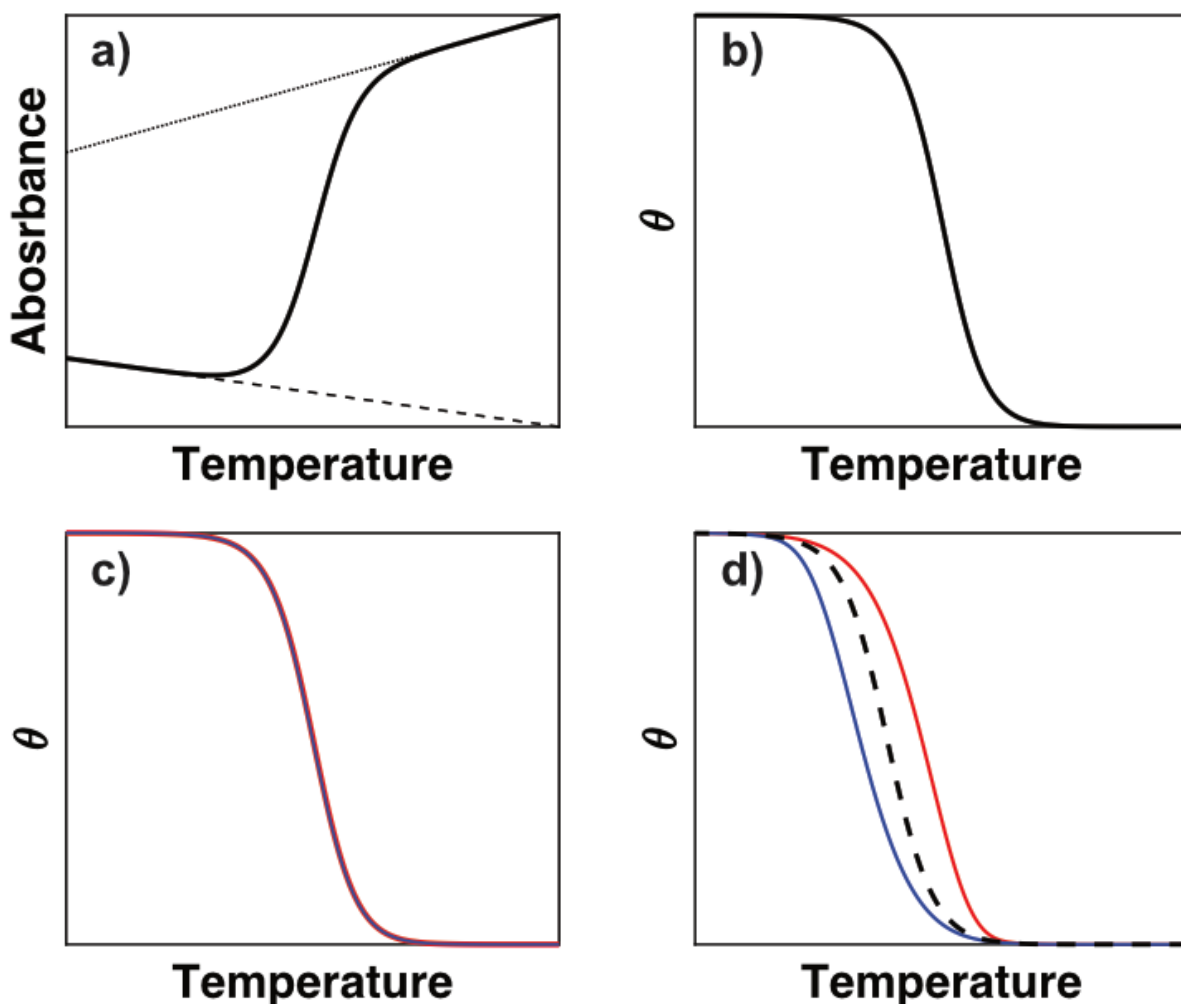 a)
Abosrbance
Temperature
b)
θ
Temperature
c)
θ
Temperature
d)
θ
Temperature